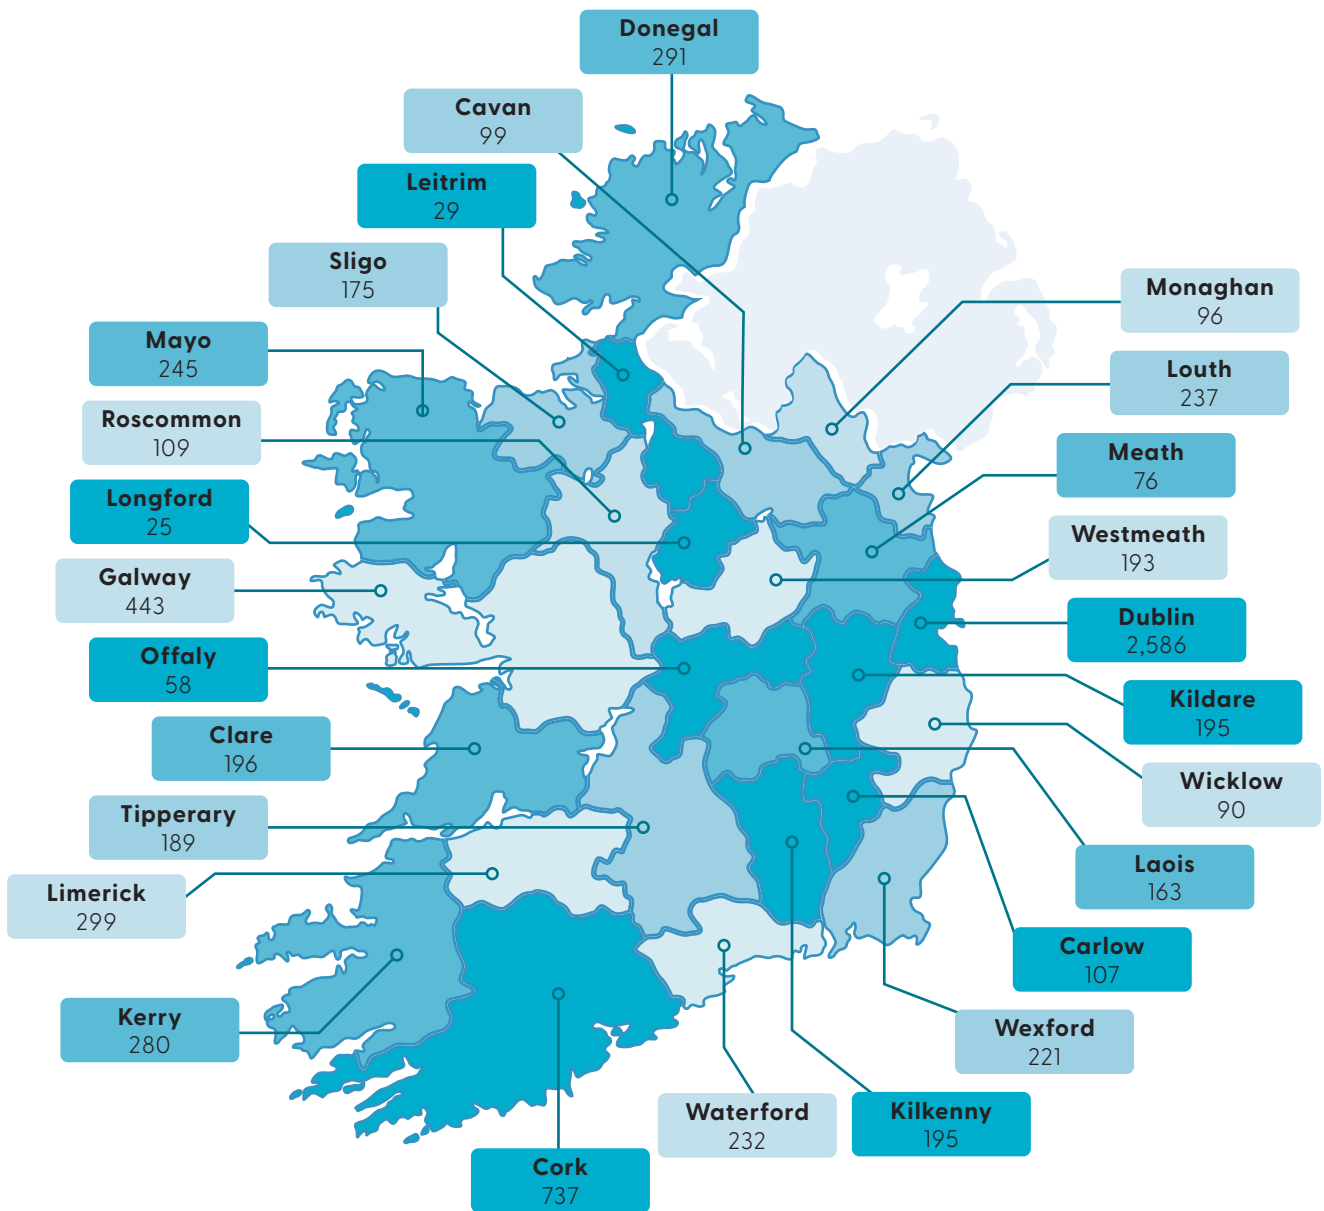 Donegal
291
Cavan
99
Leitrim
29
Sligo
175
Monaghan
96
Mayo
245
Louth
237
Roscommon
109
Meath
76
Longford
25
Westmeath
193
Galway
443
Dublin
2,586
Offaly
58
Kildare
195
Clare
196
Wicklow
90
Tipperary
189
Laois
163
Limerick
299
Carlow
107
Kerry
280
Wexford
221
Waterford
232
Kilkenny
195
Cork
737